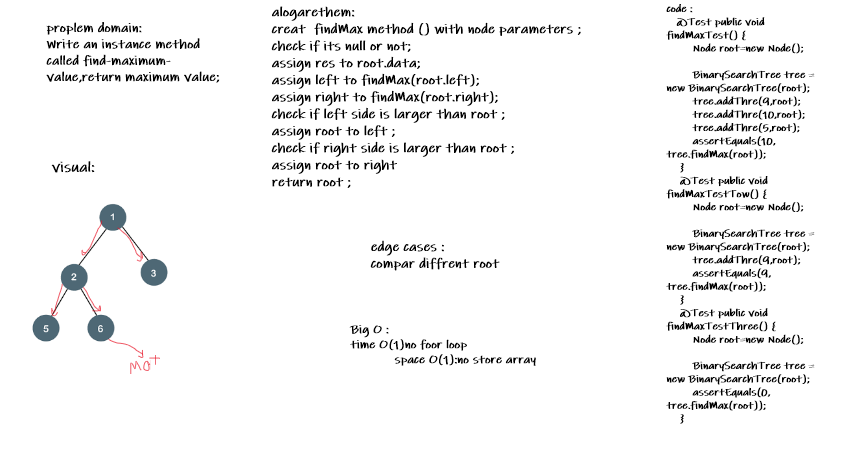 proplem domain:
Write an instance method
called find-maximum-
value,return maximum value;
visual:
1
2
3
5
6
max
alogarethem:
creat findMax method () with node parameters ;
check if its null or not;
assign res to root.data;
assign left to findMax(root.left);
assign right to findMax(root.right);
check if left side is larger than root ;
assign root to left ;
check if right side is larger than root ;
assign root to right
return root ;
edge cases :
compar diffrent root
Big O :
time O(1)no foor loop
space O(1):no store array
code :
@Test public void
findMaxTest() {
Node root=new Node();
BinarySearchTree tree =
new BinarySearchTree(root);
tree.addThre(9,root);
tree.addThre(10,root);
tree.addThre(5,root);
assertEquals(10,
tree.findMax(root));
}
@Test public void
findMaxTestTow() {
Node root=new Node();
BinarySearchTree tree =
new BinarySearchTree(root);
tree.addThre(9,root);
assertEquals(9,
tree.findMax(root));
}
@Test public void
findMaxTestThree() {
Node root=new Node();
BinarySearchTree tree =
new BinarySearchTree(root);
assertEquals(0,
tree.findMax(root));
}